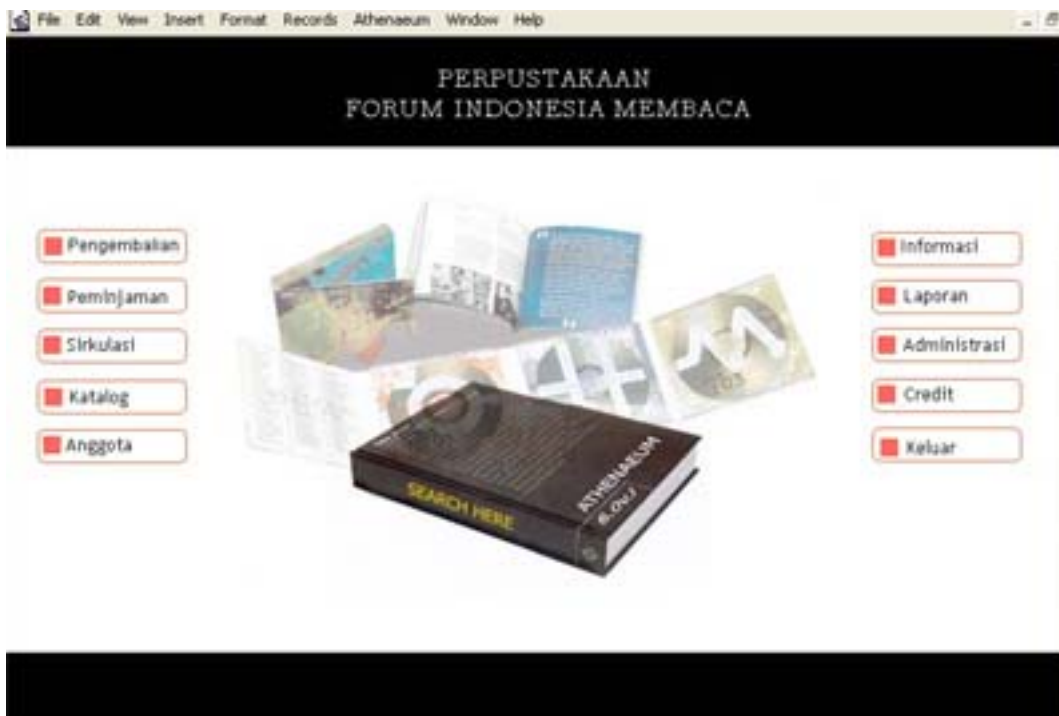 File Edit View Insert Format Records Athenaeum Window Help
PERPUSTAKAAN
FORUM INDONESIA MEMBACA
Pengembalian
Peminjaman
Sirkulasi
Katalog
Anggota
Informasi
Laporan
Administrasi
Credit
Keluar
SEARCH HERE
ATHENAEUM